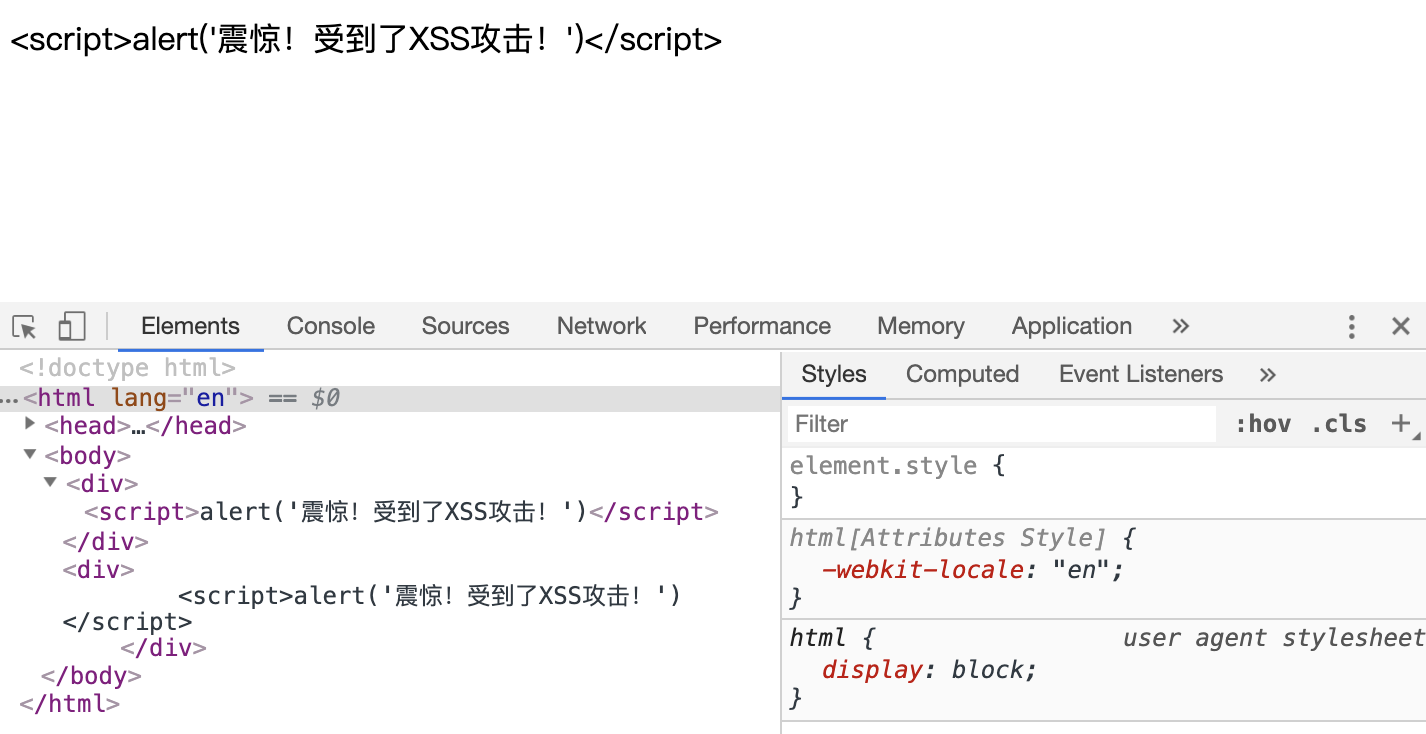 <script>alert('震惊！受到了XSS攻击！')</script>
Elements Console Sources Network Performance Memory Application »
<!doctype html>
…<html lang="en"> == $0
<head>…</head>
<body>
<div>
<script>alert('震惊！受到了XSS攻击！')</script>
</div>
<div>
<script>alert('震惊！受到了XSS攻击！')
</script>
</div>
</body>
</html>
Styles Computed Event Listeners »
Filter :hov .cls +
element.style {
}
html[Attributes Style] {
-webkit-locale: "en";
}
html { user agent stylesheet
display: block;
}